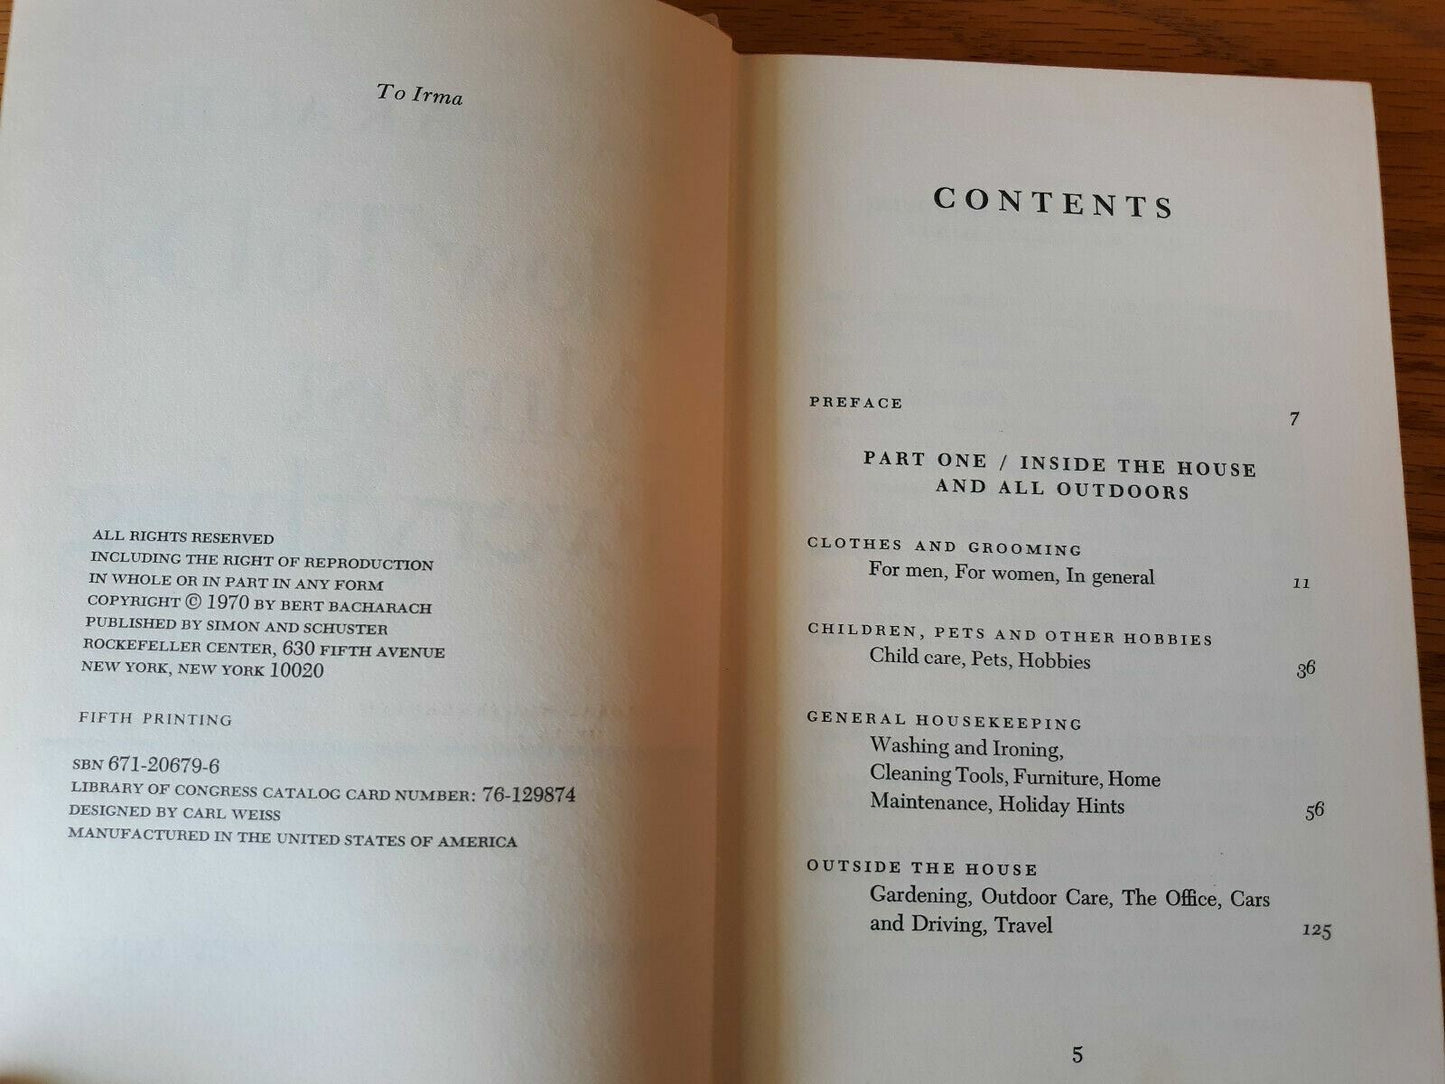 To Irma
ALL RIGHTS RESERVED
INCLUDING THE RIGHT OF REPRODUCTION
IN WHOLE OR IN PART IN ANY FORM
COPYRIGHT © 1970 BY BERT BACHARACH
PUBLISHED BY SIMON AND SCHUSTER
ROCKEFELLER CENTER, 630 FIFTH AVENUE
NEW YORK, NEW YORK 10020
FIFTH PRINTING
SBN 671-20679-6
LIBRARY OF CONGRESS CATALOG CARD NUMBER: 76-129874
DESIGNED BY CARL WEISS
MANUFACTURED IN THE UNITED STATES OF AMERICA
CONTENTS
PREFACE 7
PART ONE / INSIDE THE HOUSE
AND ALL OUTDOORS
CLOTHES AND GROOMING
For men, For women, In general 11
CHILDREN, PETS AND OTHER HOBBIES
Child care, Pets, Hobbies 36
GENERAL HOUSEKEEPING
Washing and Ironing,
Cleaning Tools, Furniture, Home
Maintenance, Holiday Hints 56
OUTSIDE THE HOUSE
Gardening, Outdoor Care, The Office, Cars
and Driving, Travel 125
5